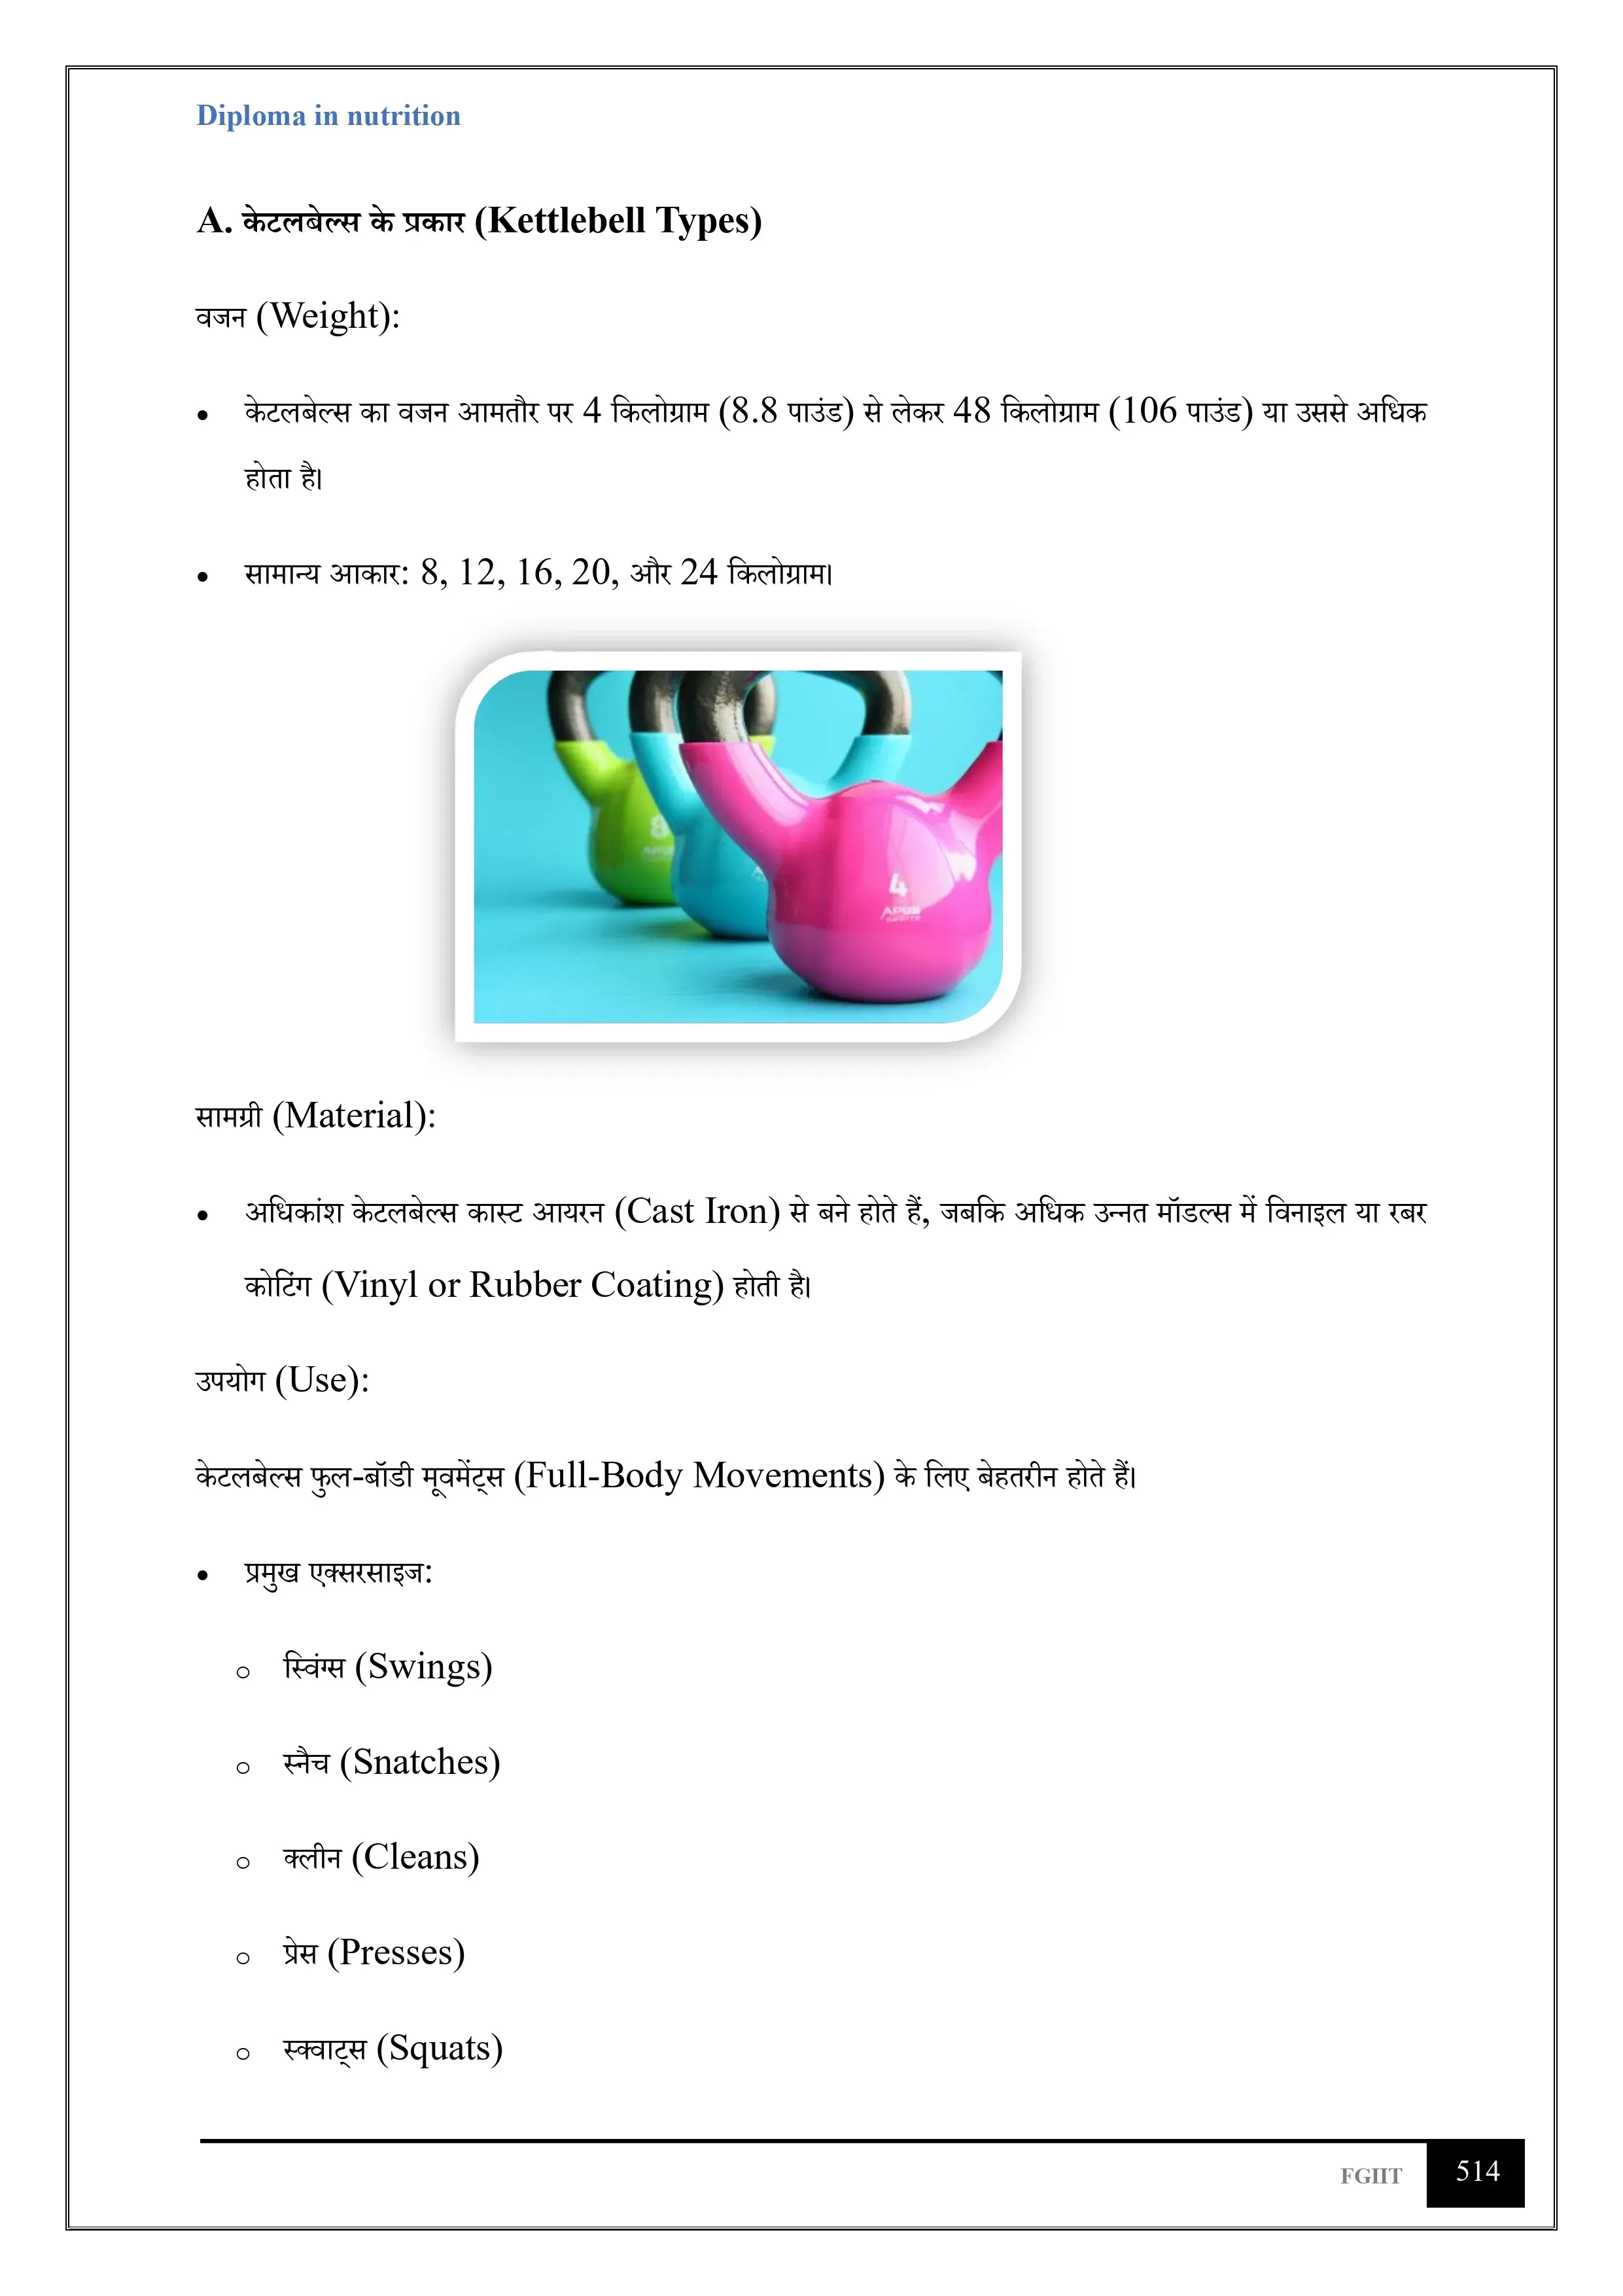 Diploma in nutrition
A. केटलबेल्स के प्रकार (Kettlebell Types)
वजन (Weight):
• केटलबेल्स का वजन आमतौर पर 4 किलोग्राम (8.8 पाउंड) से लेकर 48 किलोग्राम (106 पाउंड) या उससे अधिक
होता है।
• सामान्य आकार: 8, 12, 16, 20, और 24 किलोग्राम।
8
APUS
4
APUS
SPORTS
सामग्री (Material):
• अधिकांश केटलबेल्स कास्ट आयरन (Cast Iron) से बने होते हैं, जबकि अधिक उन्नत मॉडल्स में विनाइल या रबर
कोटिंग (Vinyl or Rubber Coating) होती है।
उपयोग (Use):
केटलबेल्स फुल-बॉडी मूवमेंट्स (Full-Body Movements) के लिए बेहतरीन होते हैं।
• प्रमुख एक्सरसाइज:
o स्विंग्स (Swings)
o स्नैच (Snatches)
o क्लीन (Cleans)
o प्रेस (Presses)
o स्क्वाट्स (Squats)
FGIIT 514